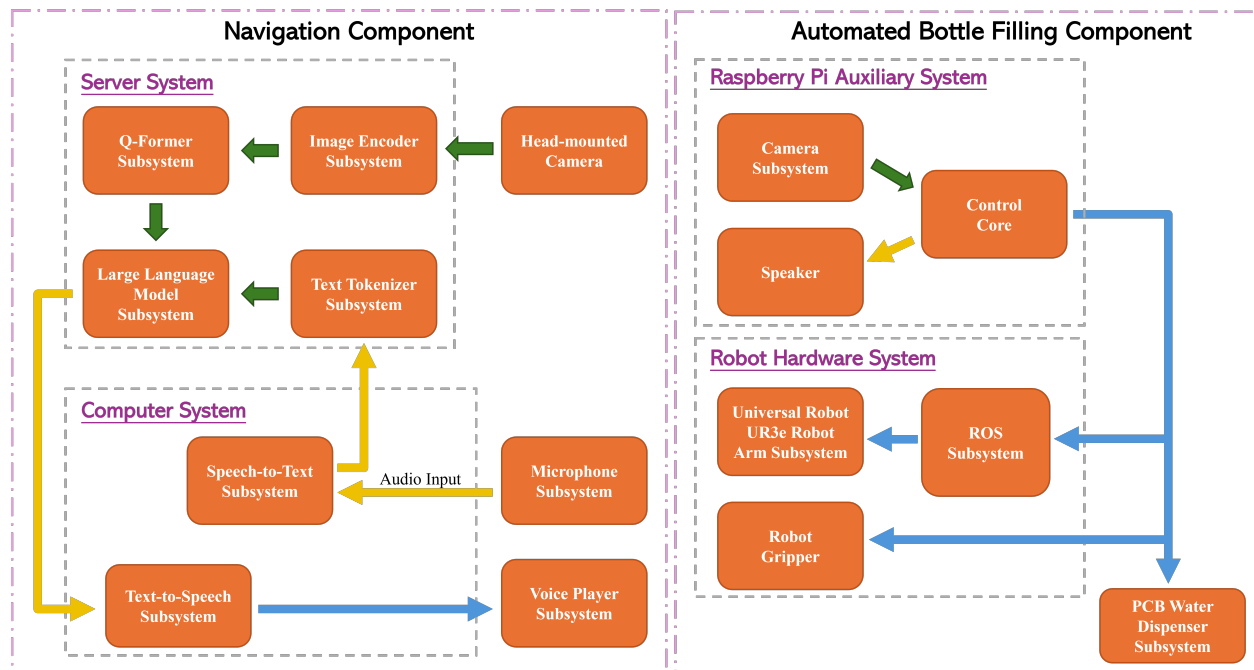 Navigation Component
Server System
Q-Former
Subsystem
Image Encoder
Subsystem
Head-mounted
Camera
Large Language
Model
Subsystem
Text Tokenizer
Subsystem
Computer System
Speech-to-Text
Subsystem
Audio Input
Microphone
Subsystem
Text-to-Speech
Subsystem
Voice Player
Subsystem
Automated Bottle Filling Component
Raspberry Pi Auxiliary System
Camera
Subsystem
Control
Core
Speaker
Robot Hardware System
Universal Robot
UR3e Robot
Arm Subsystem
ROS
Subsystem
Robot
Gripper
PCB Water
Dispenser
Subsystem